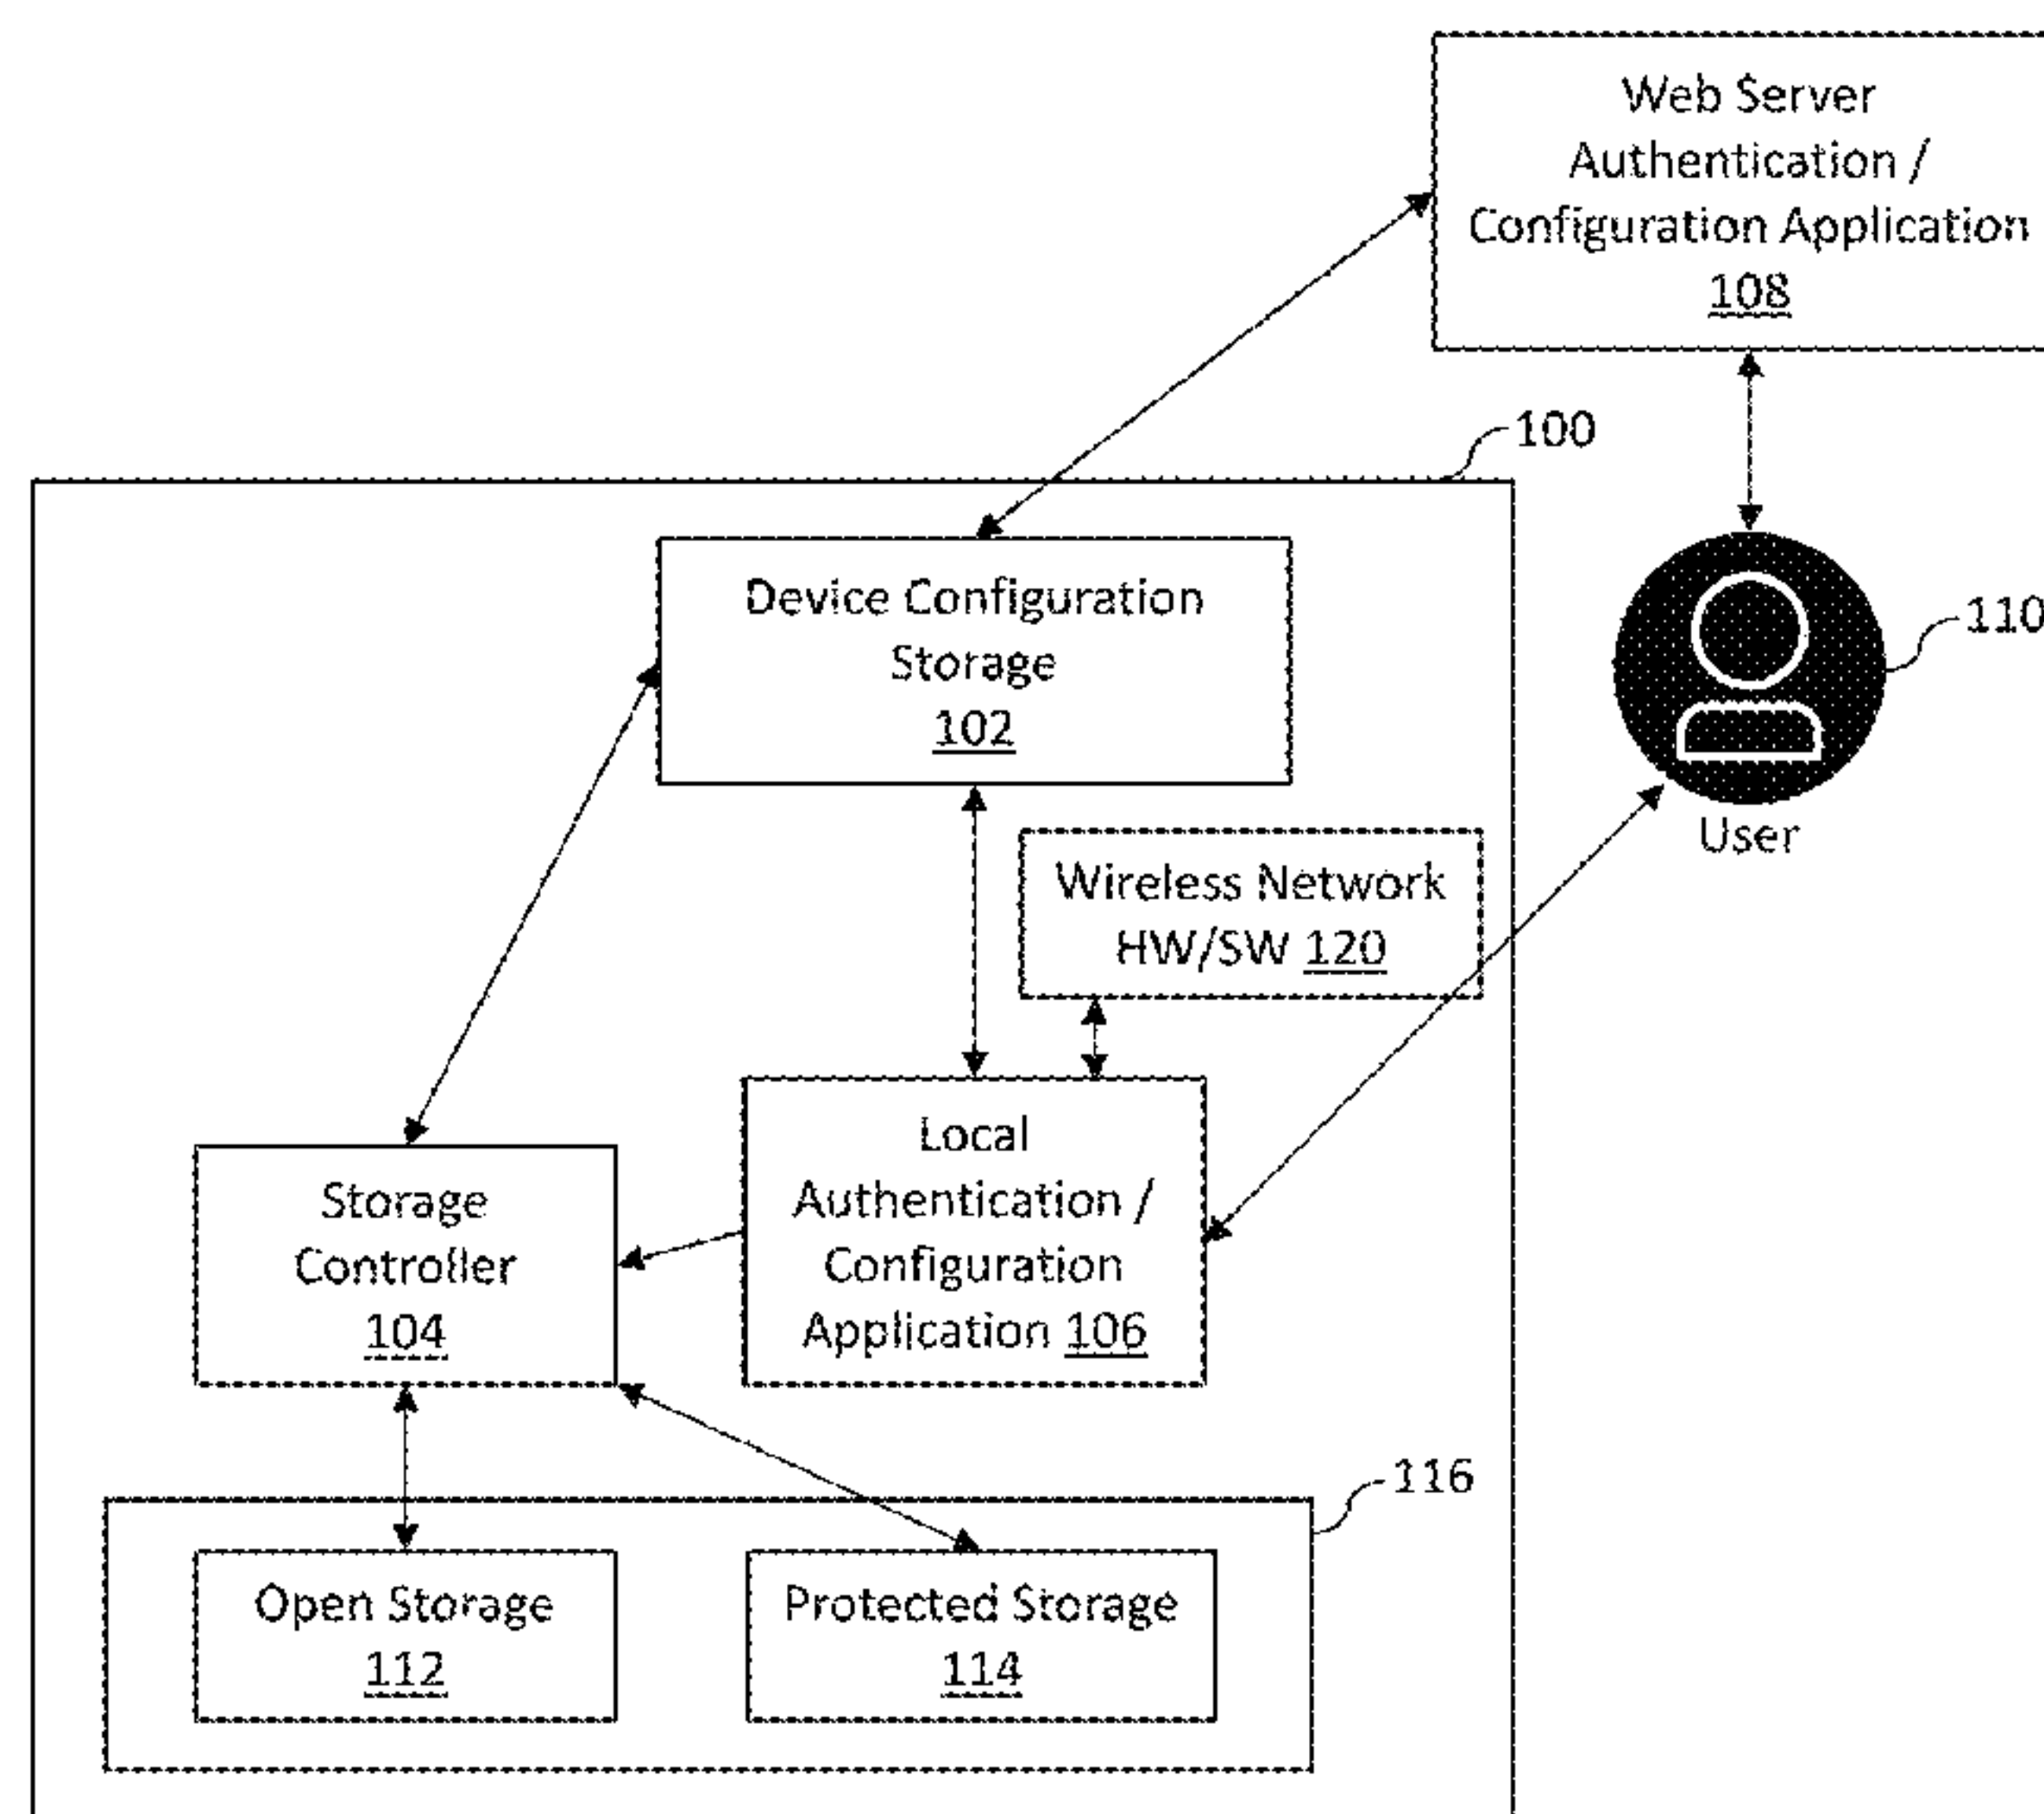 Web Server
Authentication /
Configuration Application
108
100
Device Configuration
Storage
102
110
User
Wireless Network
HW/SW 120
Local
Authentication /
Configuration
Application 106
Storage
Controller
104
116
Open Storage
112
Protected Storage
114